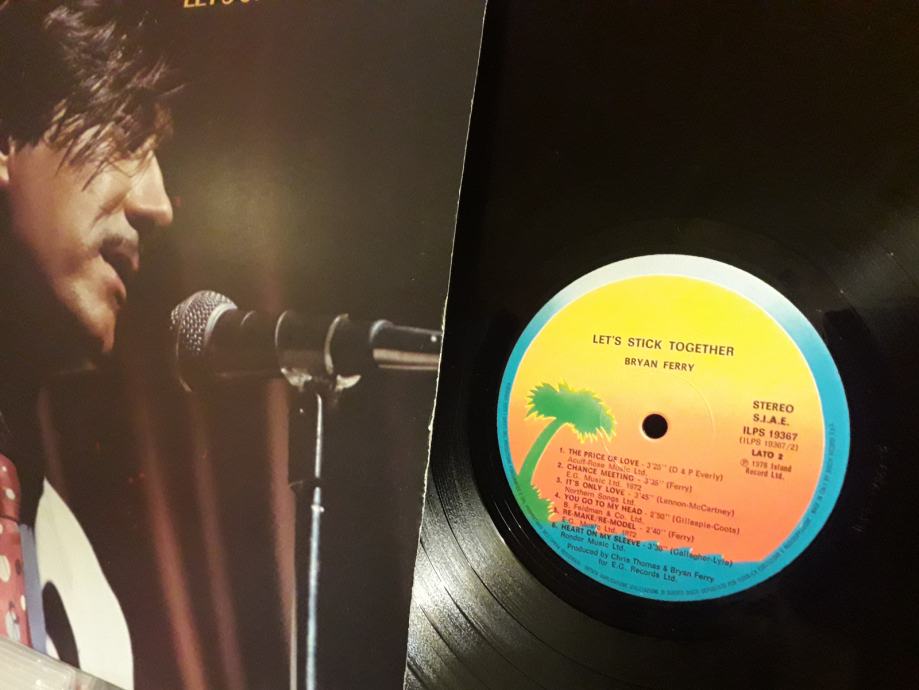 LET'S
LET'S STICK TOGETHER
BRYAN FERRY
STEREO
S.I.A.E.
ILPS 19367
(ILPS 19367/2)
LATO 2
℗ 1976 Island
Record Ltd.
1. THE PRICE OF LOVE - 3'25" (D & P Everly)
Acuff-Rose Music Ltd.
2. CHANCE MEETING - 3'35" (Ferry)
E.G. Music Ltd. 1972
3. IT'S ONLY LOVE - 3'45" (Lennon-McCartney)
Northern Songs Ltd.
4. YOU GO TO MY HEAD - 2'50" (Gillespie-Coots)
B. Feldman & Co. Ltd.
RE-MAKE/RE-MODEL - 2'40" (Ferry)
E.G. Music Ltd. 1972
6. HEART ON MY SLEEVE - 3'30" (Gallagher-Lyle)
Rondor Music Ltd.
Produced by Chris Thomas & Bryan Ferry
for E.G. Records Ltd.